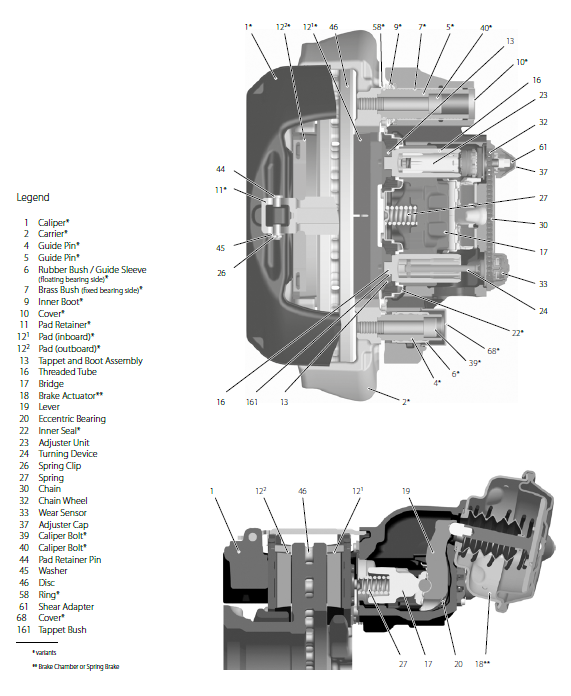 1* 12²* 12¹* 46 58* 9* 7* 5* 40*
13
10*
16
23
32
61
37
44
11*
27
30
45
26
17
33
24
22*
68*
39*
6*
4*
16 161 13 2*
Legend
1 Caliper*
2 Carrier*
4 Guide Pin*
5 Guide Pin*
6 Rubber Bush / Guide Sleeve
(floating bearing side)*
7 Brass Bush (fixed bearing side)*
9 Inner Boot*
10 Cover*
11 Pad Retainer*
12¹ Pad (inboard)*
12² Pad (outboard)*
13 Tappet and Boot Assembly
16 Threaded Tube
17 Bridge
18 Brake Actuator**
19 Lever
20 Eccentric Bearing
22 Inner Seal*
23 Adjuster Unit
24 Turning Device
26 Spring Clip
27 Spring
30 Chain
32 Chain Wheel
33 Wear Sensor
37 Adjuster Cap
39 Caliper Bolt*
40 Caliper Bolt*
44 Pad Retainer Pin
45 Washer
46 Disc
58 Ring*
61 Shear Adapter
68 Cover*
161 Tappet Bush
* variants
** Brake Chamber or Spring Brake
1 12² 46 12¹ 19
27 17 20 18**